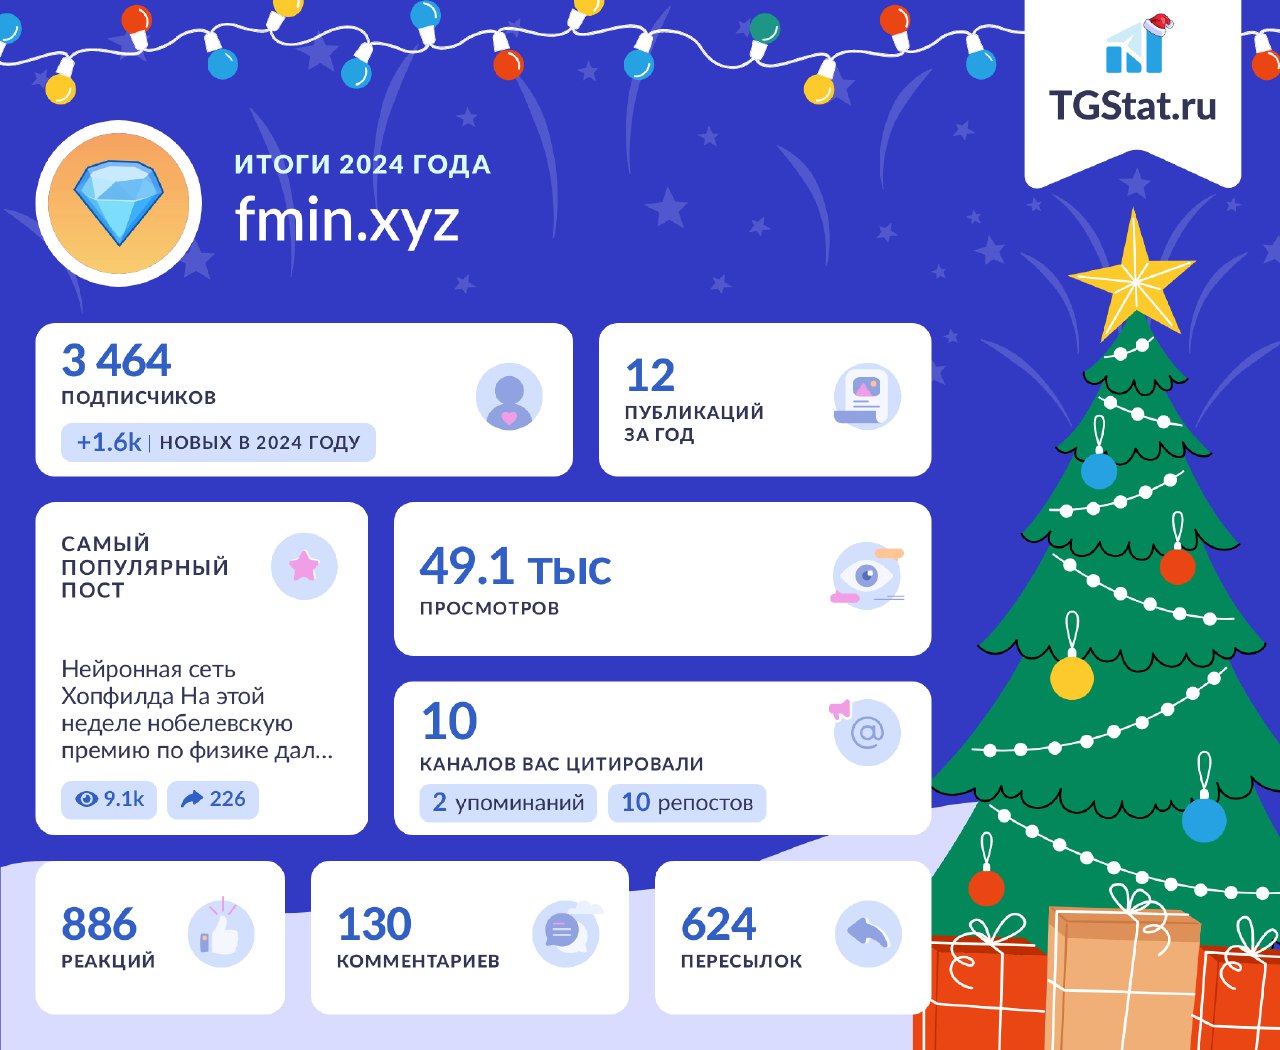 TGStat.ru
ИТОГИ 2024 ГОДА
fmin.xyz
3 464
ПОДПИСЧИКОВ
+1.6k | НОВЫХ В 2024 ГОДУ
12
ПУБЛИКАЦИЙ
ЗА ГОД
САМЫЙ
ПОПУЛЯРНЫЙ
ПОСТ
Нейронная сеть
Хопфилда На этой
неделе нобелевскую
премию по физике дал...
9.1k
226
49.1 тыс
ПРОСМОТРОВ
10
@
КАНАЛОВ ВАС ЦИТИРОВАЛИ
2 упоминаний
10 репостов
886
РЕАКЦИЙ
130
КОММЕНТАРИЕВ
624
ПЕРЕСЫЛОК